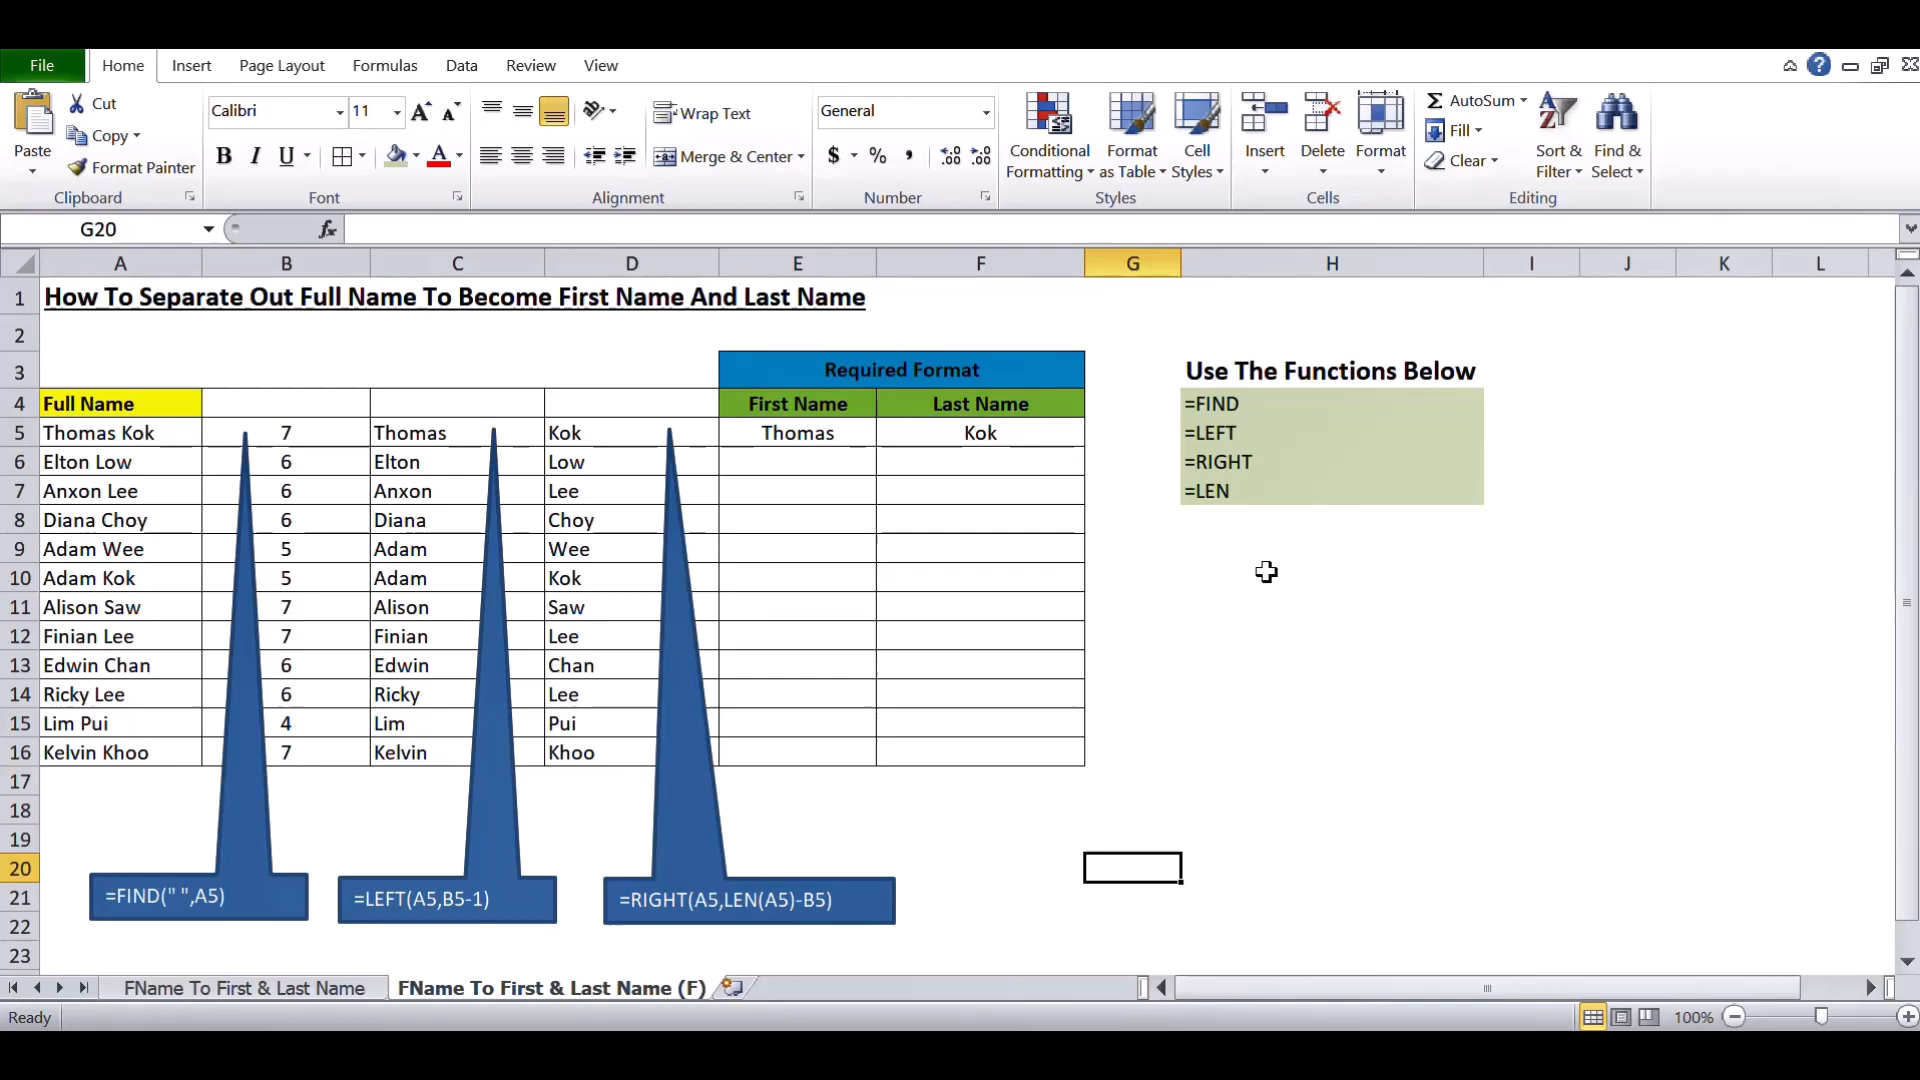 File Home Insert Page Layout Formulas Data Review View
Cut
Copy
Format Painter
Paste
Clipboard
Calibri 11
B I U A
Font
Wrap Text
Merge & Center
Alignment
General
$ % ,
Number
Conditional Formatting
Format as Table
Cell Styles
Styles
Insert Delete Format
Cells
AutoSum
Fill
Clear
Sort & Filter
Find & Select
Editing
G20 fx
A B C D E F G H I J K L
1 How To Separate Out Full Name To Become First Name And Last Name
2
3 Required Format Use The Functions Below
4 Full Name First Name Last Name =FIND
5 Thomas Kok 7 Thomas Kok Thomas Kok =LEFT
6 Elton Low 6 Elton Low =RIGHT
7 Anxon Lee 6 Anxon Lee =LEN
8 Diana Choy 6 Diana Choy
9 Adam Wee 5 Adam Wee
10 Adam Kok 5 Adam Kok
11 Alison Saw 7 Alison Saw
12 Finian Lee 7 Finian Lee
13 Edwin Chan 6 Edwin Chan
14 Ricky Lee 6 Ricky Lee
15 Lim Pui 4 Lim Pui
16 Kelvin Khoo 7 Kelvin Khoo
17
18
19
20
21 =FIND(" ",A5) =LEFT(A5,B5-1) =RIGHT(A5,LEN(A5)-B5)
22
23
FName To First & Last Name FName To First & Last Name (F)
Ready 100%